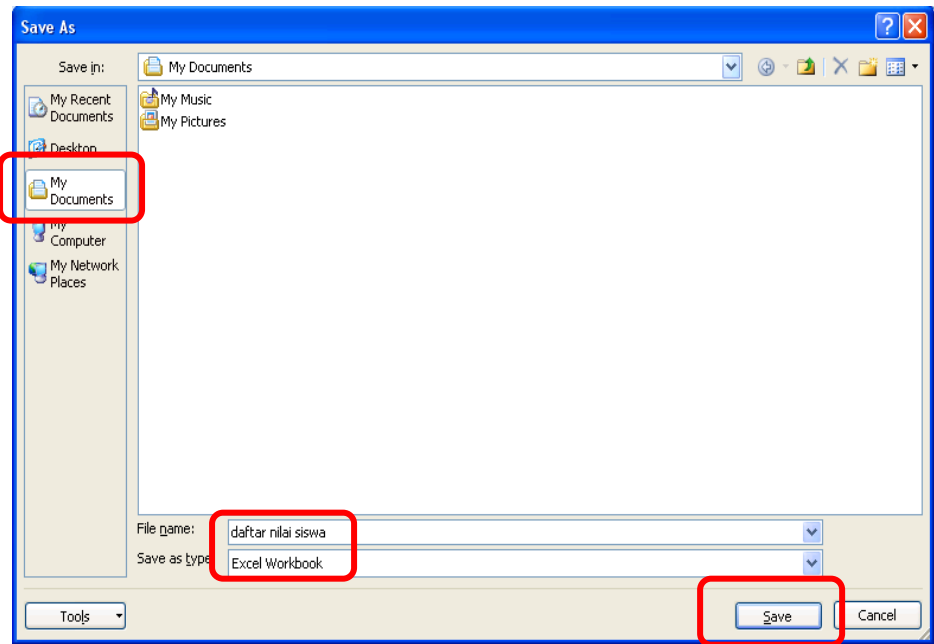 Save As
Save in:
My Documents
My Recent
Documents
Desktop
My
Documents
My
Computer
My Network
Places
My Music
My Pictures
File name:
daftar nilai siswa
Save as type
Excel Workbook
Tools
Save
Cancel